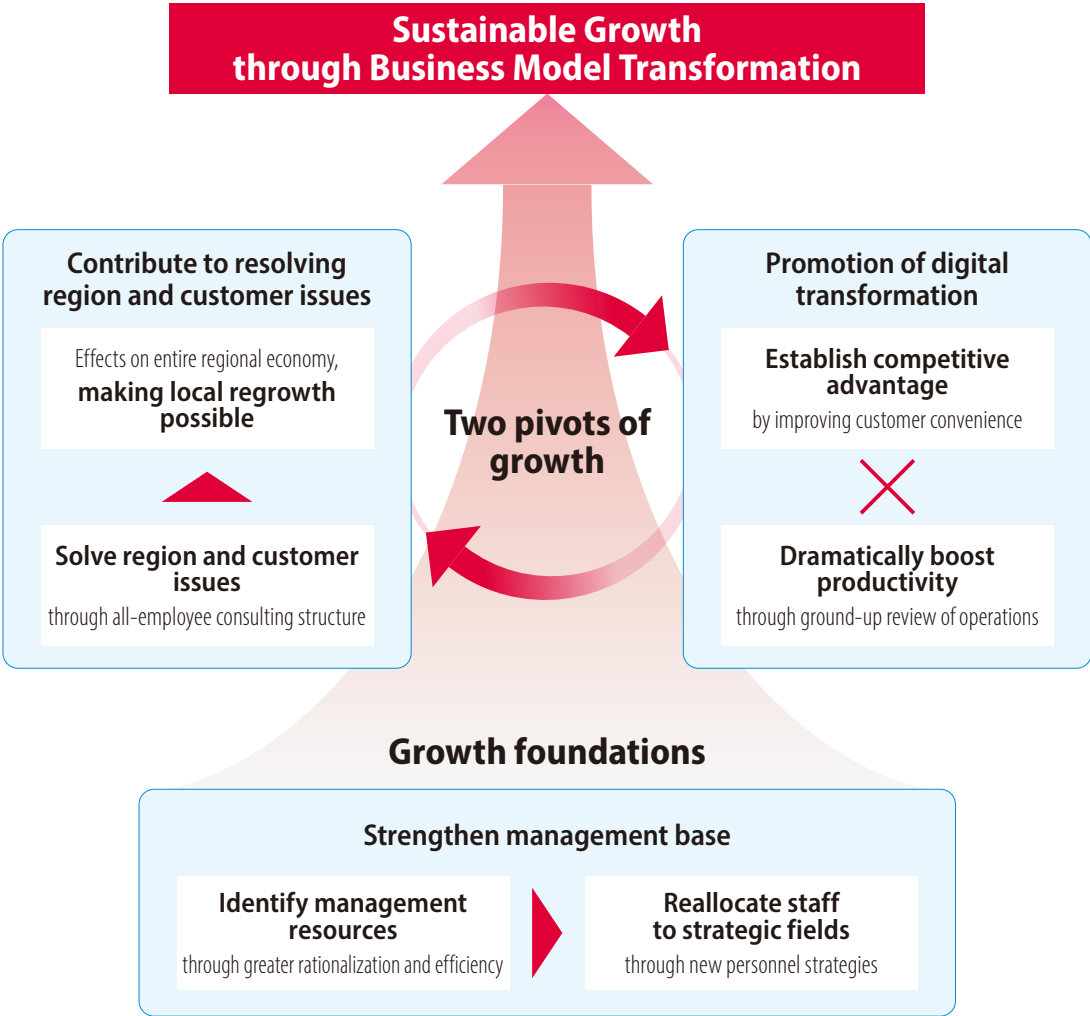 Sustainable Growth
through Business Model Transformation
Contribute to resolving
region and customer issues
Effects on entire regional economy,
making local regrowth
possible
Solve region and customer
issues
through all-employee consulting structure
Two pivots of
growth
Promotion of digital
transformation
Establish competitive
advantage
by improving customer convenience
Dramatically boost
productivity
through ground-up review of operations
Growth foundations
Strengthen management base
Identify management
resources
through greater rationalization and efficiency
Reallocate staff
to strategic fields
through new personnel strategies